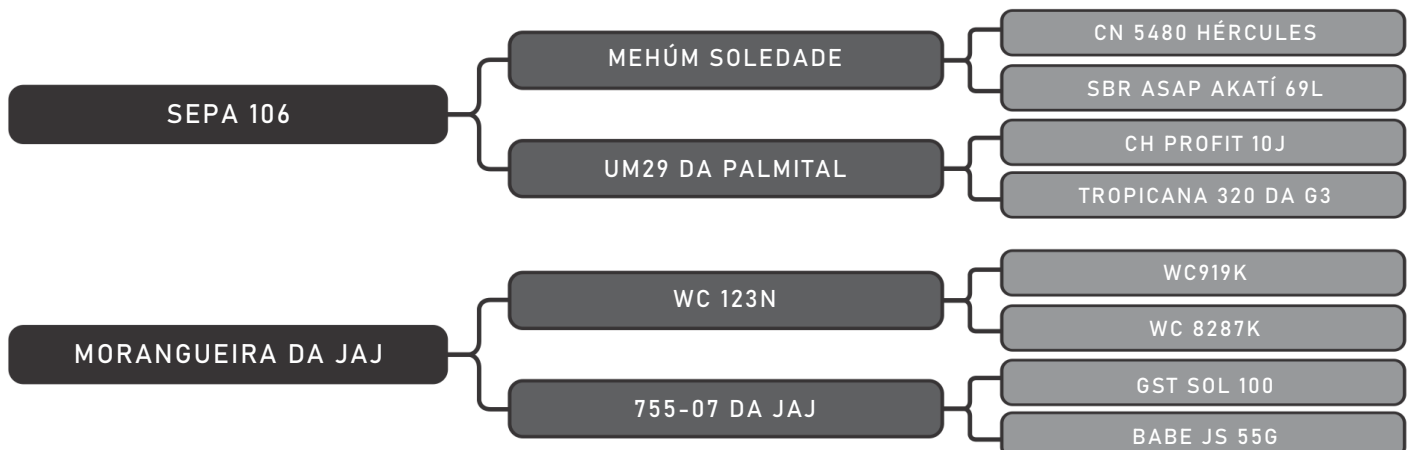 SEPA 106
MEHÚM SOLEDADE
CN 5480 HÉRCULES
SBR ASAP AKATÍ 69L
UM29 DA PALMITAL
CH PROFIT 10J
TROPICANA 320 DA G3
MORANGUEIRA DA JAJ
WC 123N
WC919K
WC 8287K
755-07 DA JAJ
GST SOL 100
BABE JS 55G